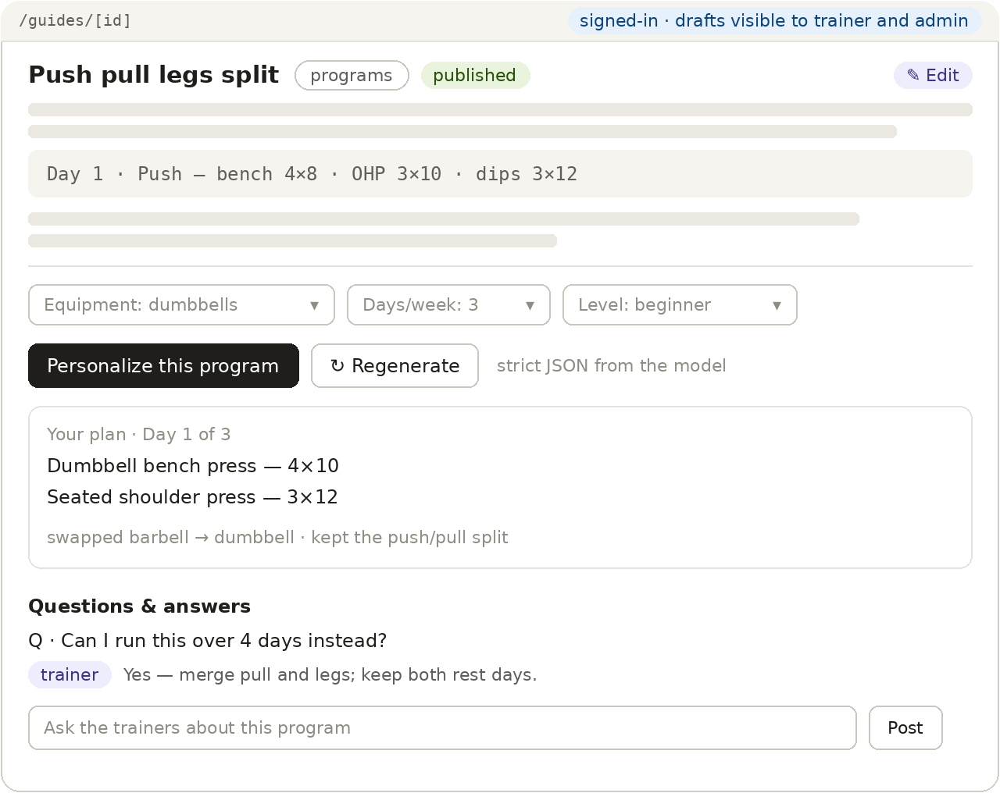 /guides/[id]
signed-in · drafts visible to trainer and admin
Push pull legs split
programs
published
✎ Edit
Day 1 · Push — bench 4×8 · OHP 3×10 · dips 3×12
Equipment: dumbbells ▾
Days/week: 3 ▾
Level: beginner ▾
Personalize this program
↻ Regenerate
strict JSON from the model
Your plan · Day 1 of 3
Dumbbell bench press — 4×10
Seated shoulder press — 3×12
swapped barbell → dumbbell · kept the push/pull split
Questions & answers
Q · Can I run this over 4 days instead?
trainer Yes — merge pull and legs; keep both rest days.
Ask the trainers about this program
Post